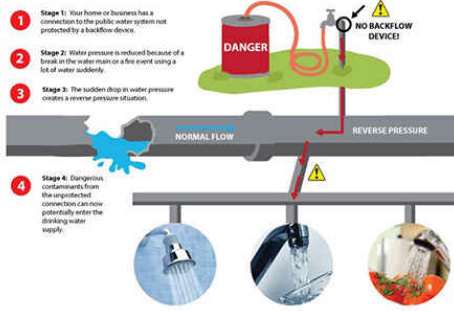 1
Stage 1: Your home or business has a
connection to the public water system not
protected by a backflow device.
2
Stage 2: Water pressure is reduced because of a
break in the water main or a fire event using a
lot of water suddenly.
3
Stage 3: The sudden drop in water pressure
creates a reverse pressure situation.
DANGER
NO BACKFLOW
DEVICE!
NORMAL FLOW
REVERSE PRESSURE
4
Stage 4: Dangerous
contaminants from
the unprotected
connection can now
potentially enter the
drinking water
supply.